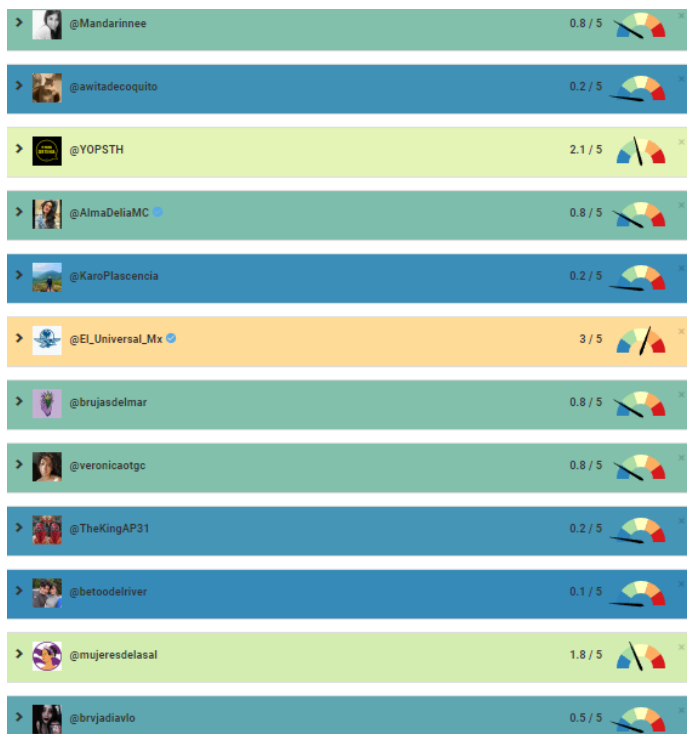 @Mandarinnee 0.8 / 5
@awitadecoquito 0.2 / 5
@YOPSTH 2.1 / 5
@AlmaDeliaMC 0.8 / 5
@KaroPlascencia 0.2 / 5
@El_Universal_Mx 3 / 5
@brujasdelmar 0.8 / 5
@veronicaotgc 0.8 / 5
@TheKingAP31 0.2 / 5
@betoodelriver 0.1 / 5
@mujeresdelasal 1.8 / 5
@brvjadiavlo 0.5 / 5